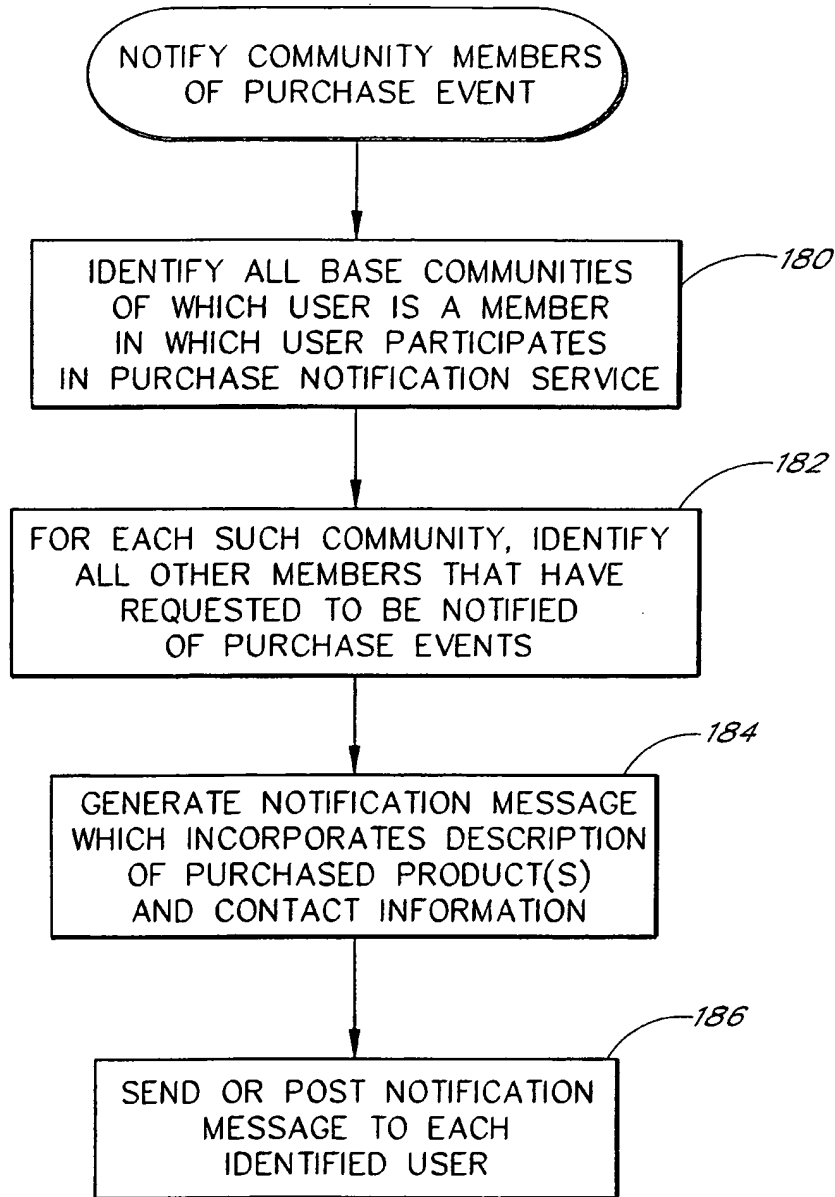 NOTIFY COMMUNITY MEMBERS
OF PURCHASE EVENT
180
IDENTIFY ALL BASE COMMUNITIES
OF WHICH USER IS A MEMBER
IN WHICH USER PARTICIPATES
IN PURCHASE NOTIFICATION SERVICE
182
FOR EACH SUCH COMMUNITY, IDENTIFY
ALL OTHER MEMBERS THAT HAVE
REQUESTED TO BE NOTIFIED
OF PURCHASE EVENTS
184
GENERATE NOTIFICATION MESSAGE
WHICH INCORPORATES DESCRIPTION
OF PURCHASED PRODUCT(S)
AND CONTACT INFORMATION
186
SEND OR POST NOTIFICATION
MESSAGE TO EACH
IDENTIFIED USER